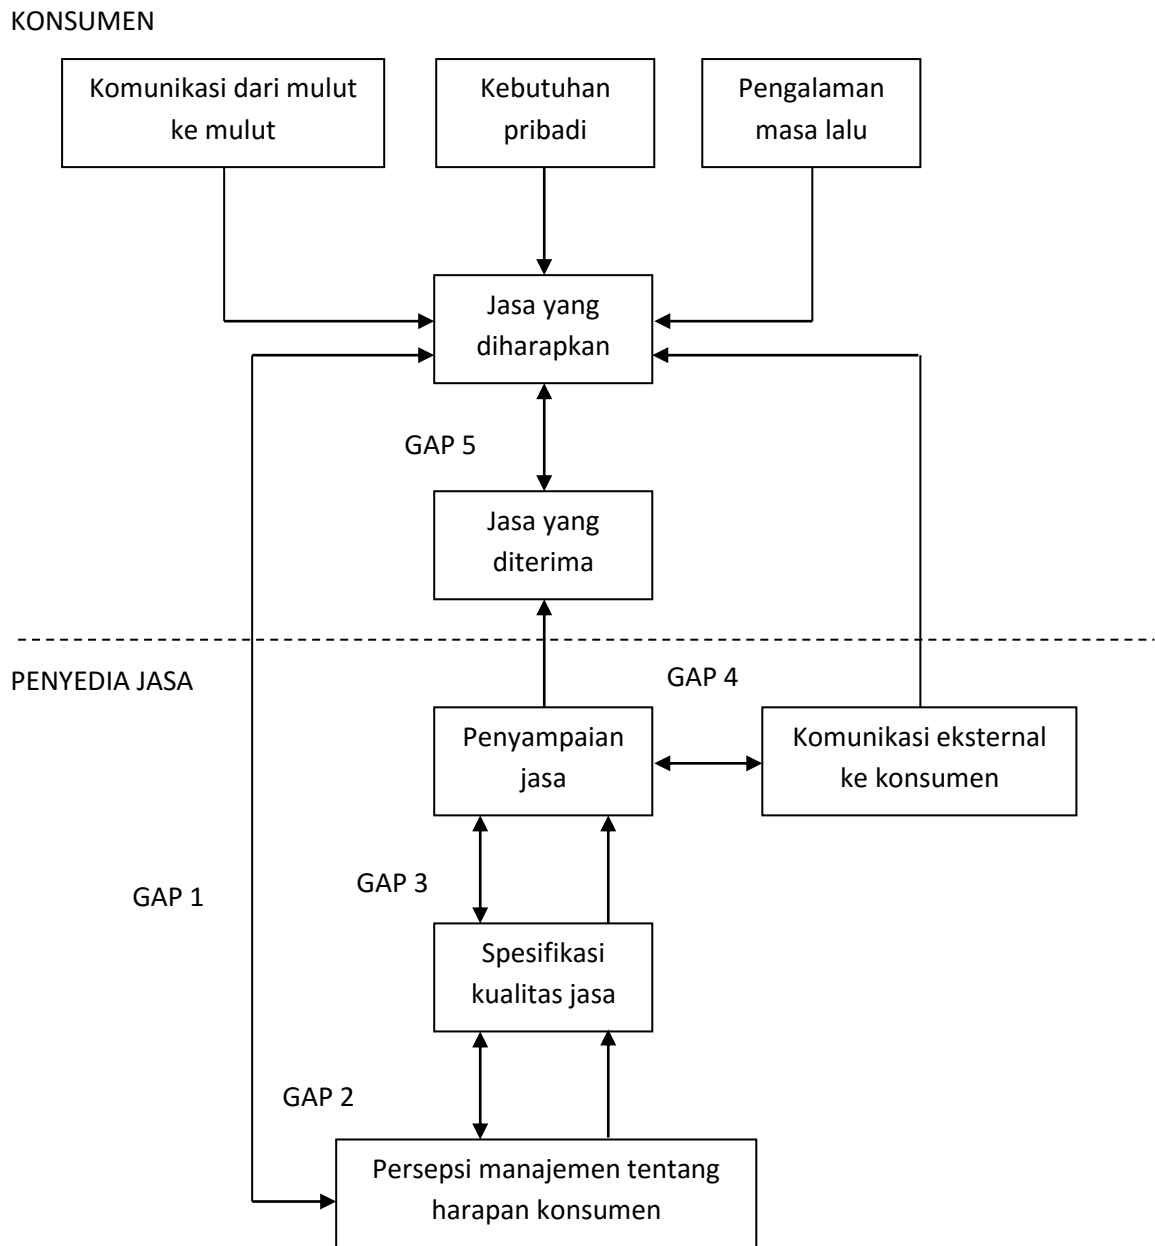 KONSUMEN
Komunikasi dari mulut
ke mulut
Kebutuhan
pribadi
Pengalaman
masa lalu
Jasa yang
diharapkan
GAP 5
Jasa yang
diterima
PENYEDIA JASA
GAP 4
Penyampaian
jasa
Komunikasi eksternal
ke konsumen
GAP 3
GAP 1
Spesifikasi
kualitas jasa
GAP 2
Persepsi manajemen tentang
harapan konsumen